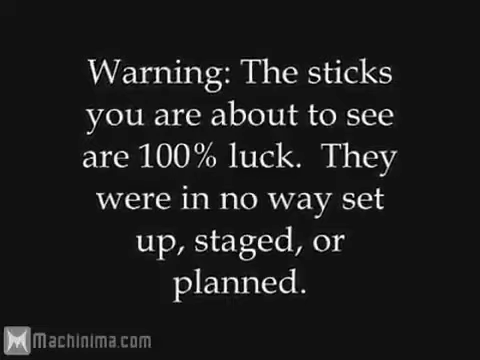 Warning: The sticks
you are about to see
are 100% luck.  They
were in no way set
up, staged, or
planned.
Machinima.com